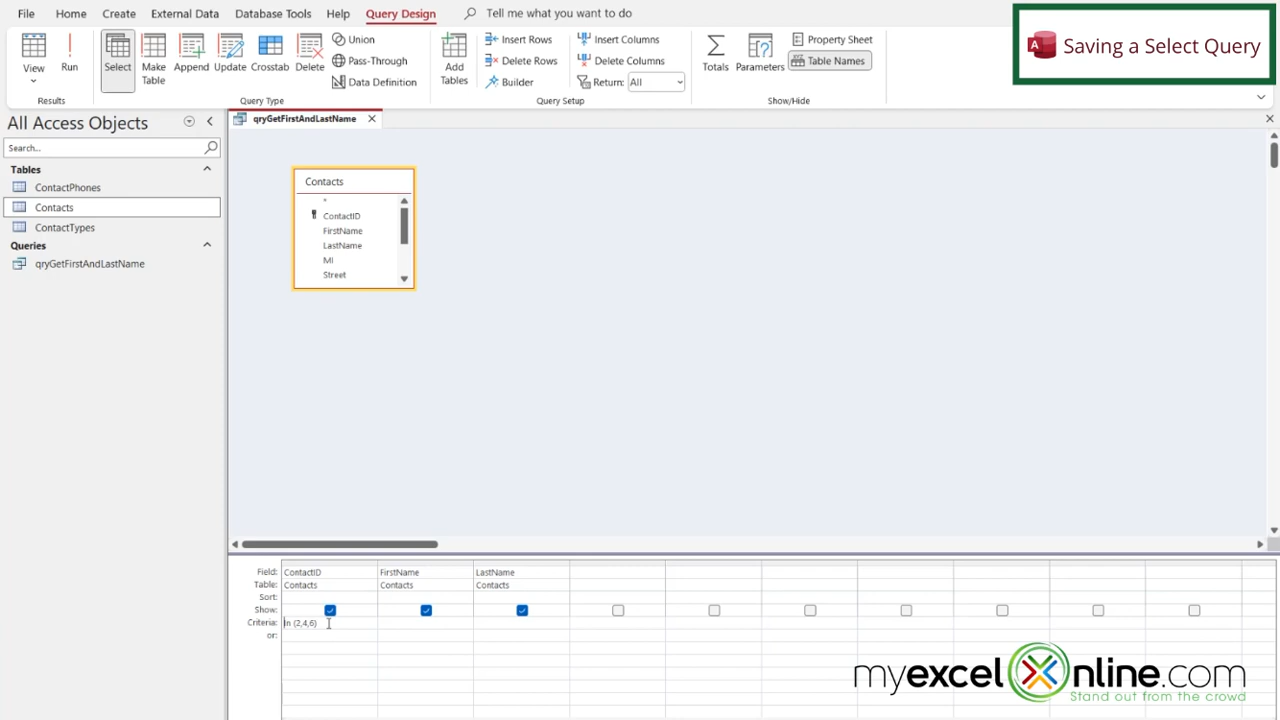 File Home Create External Data Database Tools Help Query Design Tell me what you want to do
Saving a Select Query
View Run Select Make Table Append Update Crosstab Delete
Union
Pass-Through
Data Definition
Add Tables
Insert Rows
Delete Rows
Builder
Insert Columns
Delete Columns
Return: All
Totals Parameters
Property Sheet
Table Names
Results Query Type Query Setup Show/Hide
All Access Objects
Search...
Tables
ContactPhones
Contacts
ContactTypes
Queries
qryGetFirstAndLastName
qryGetFirstAndLastName
Contacts
*
ContactID
FirstName
LastName
MI
Street
Field: ContactID FirstName LastName
Table: Contacts Contacts Contacts
Sort:
Show:
Criteria: In (2,4,6)
or:
myexcelonline.com
Stand out from the crowd